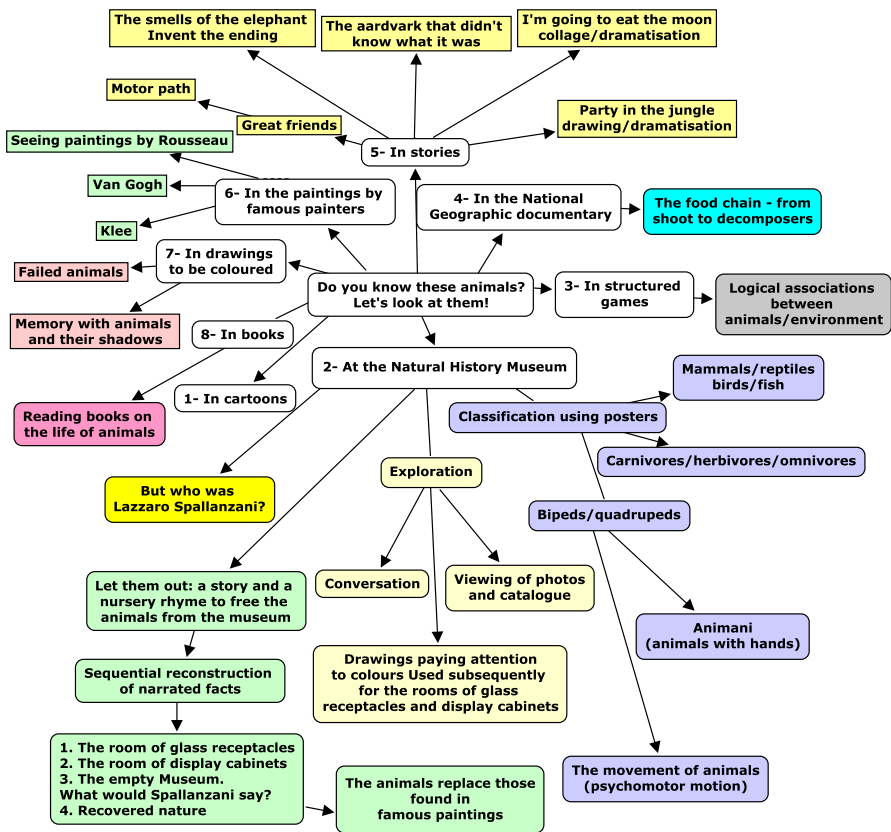 The smells of the elephant
Invent the ending
The aardvark that didn't
know what it was
I'm going to eat the moon
collage/dramatisation
Motor path
Great friends
Party in the jungle
drawing/dramatisation
Seeing paintings by Rousseau
5- In stories
Van Gogh
6- In the paintings by
famous painters
4- In the National
Geographic documentary
The food chain - from
shoot to decomposers
Klee
7- In drawings
to be coloured
Failed animals
Do you know these animals?
Let's look at them!
3- In structured
games
Logical associations
between
animals/environment
Memory with animals
and their shadows
8- In books
2- At the Natural History Museum
Mammals/reptiles
birds/fish
1- In cartoons
Reading books on
the life of animals
Classification using posters
Carnivores/herbivores/omnivores
Exploration
But who was
Lazzaro Spallanzani?
Bipeds/quadrupeds
Conversation
Viewing of photos
and catalogue
Let them out: a story and a
nursery rhyme to free the
animals from the museum
Animani
(animals with hands)
Drawings paying attention
to colours Used subsequently
for the rooms of glass
receptacles and display cabinets
Sequential reconstruction
of narrated facts
1. The room of glass receptacles
2. The room of display cabinets
3. The empty Museum.
What would Spallanzani say?
4. Recovered nature
The movement of animals
(psychomotor motion)
The animals replace those
found in
famous paintings